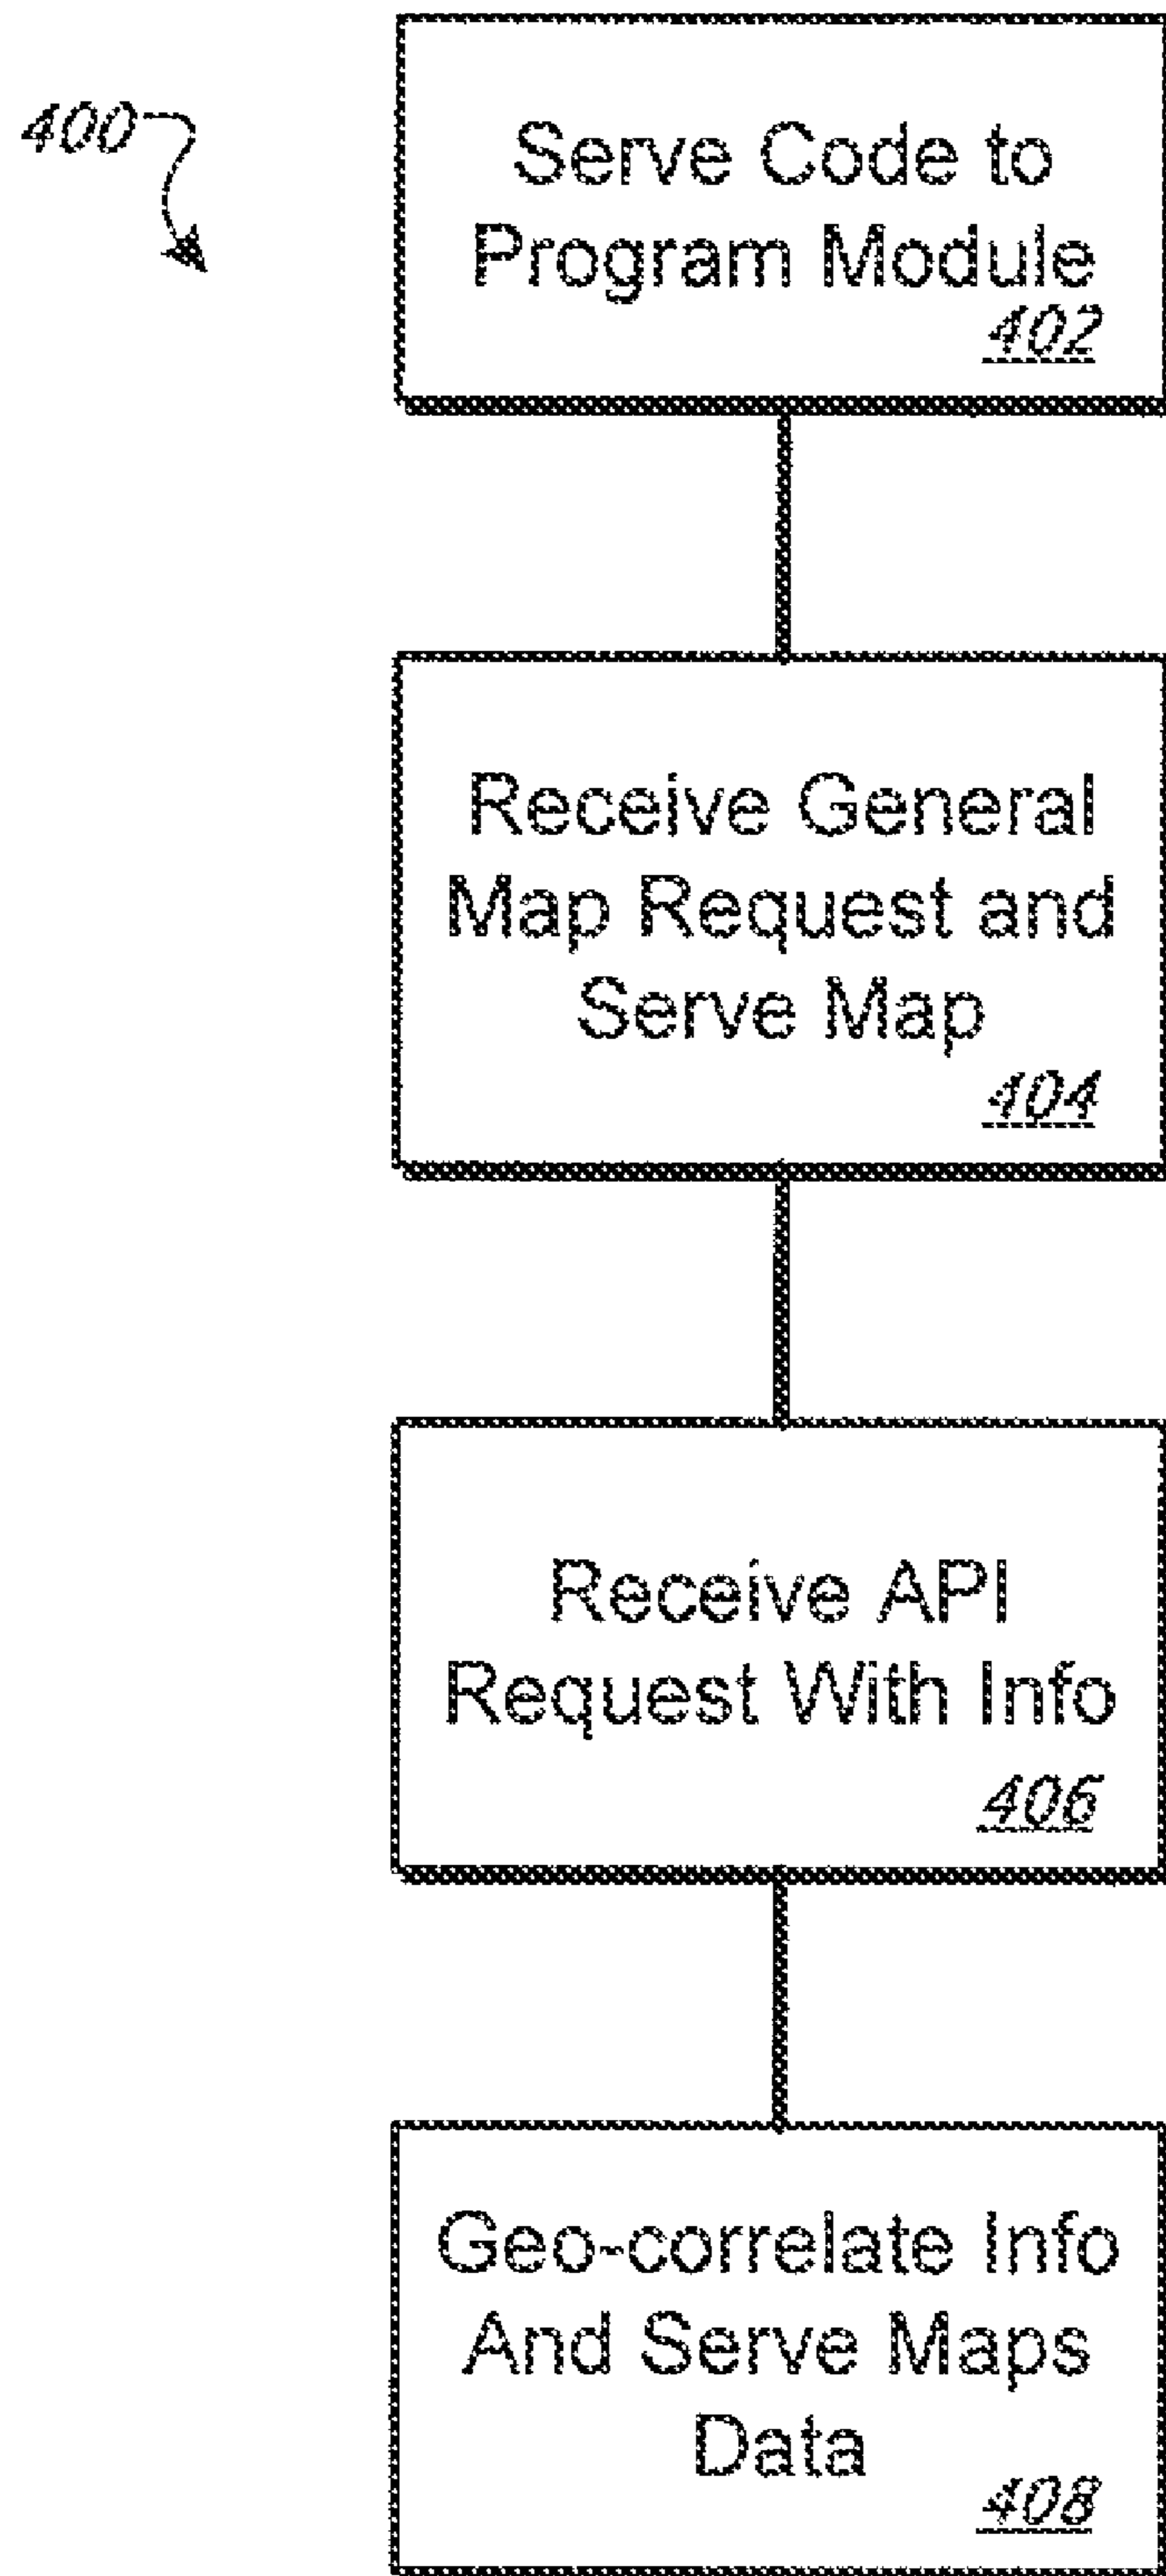 400
Serve Code to
Program Module
402
Receive General
Map Request and
Serve Map
404
Receive API
Request With Info
406
Geo-correlate Info
And Serve Maps
Data
408